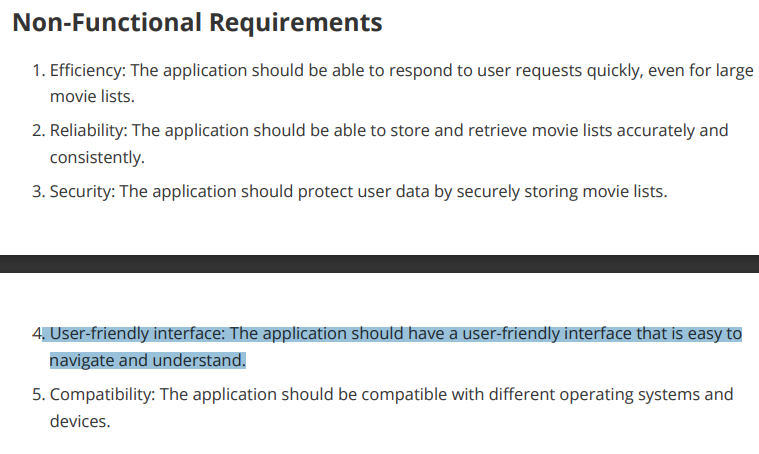 Non-Functional Requirements
1. Efficiency: The application should be able to respond to user requests quickly, even for large
movie lists.
2. Reliability: The application should be able to store and retrieve movie lists accurately and
consistently.
3. Security: The application should protect user data by securely storing movie lists.
4. User-friendly interface: The application should have a user-friendly interface that is easy to
navigate and understand.
5. Compatibility: The application should be compatible with different operating systems and
devices.